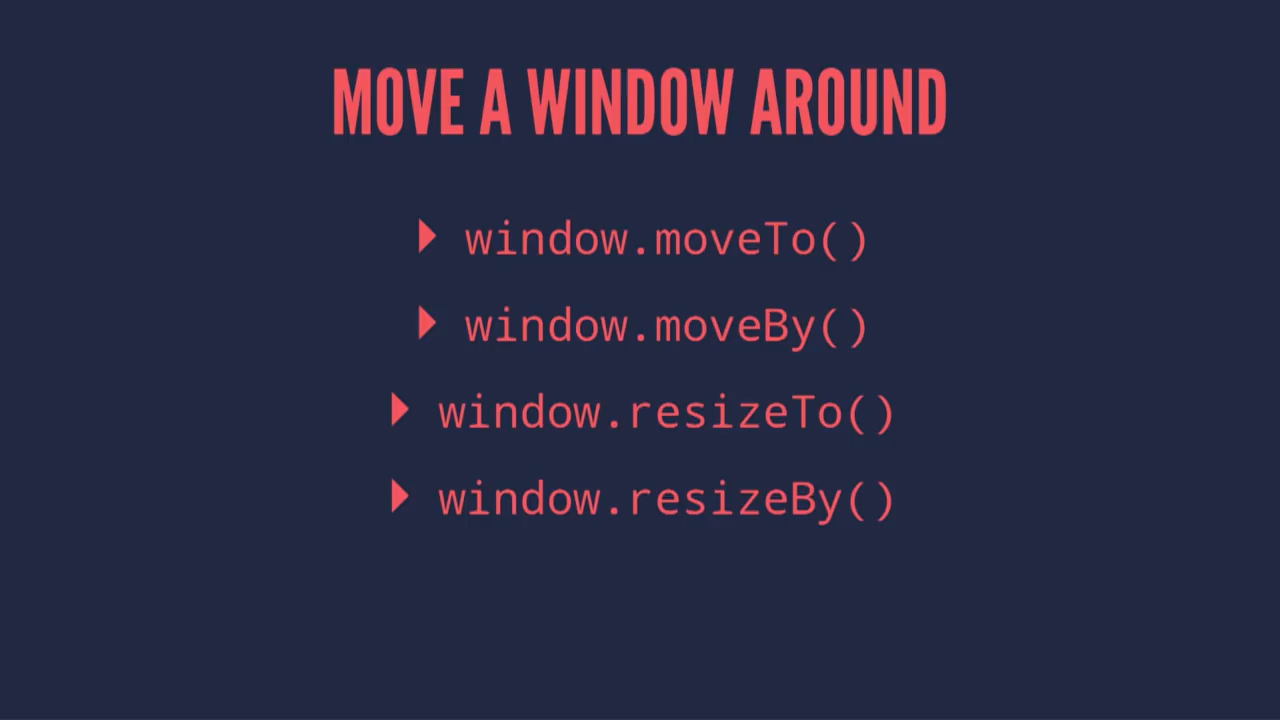 MOVE A WINDOW AROUND
window.moveTo()
window.moveBy()
window.resizeTo()
window.resizeBy()